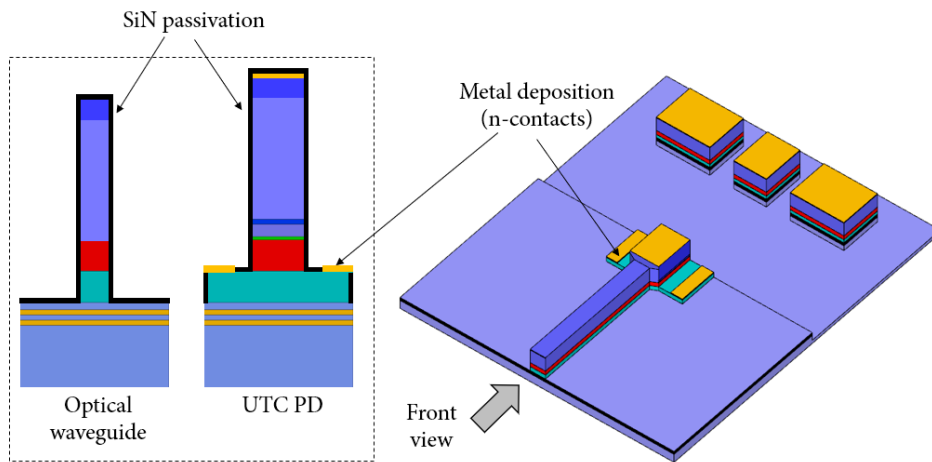 SiN passivation
Metal deposition
(n-contacts)
Optical
waveguide
UTC PD
Front
view